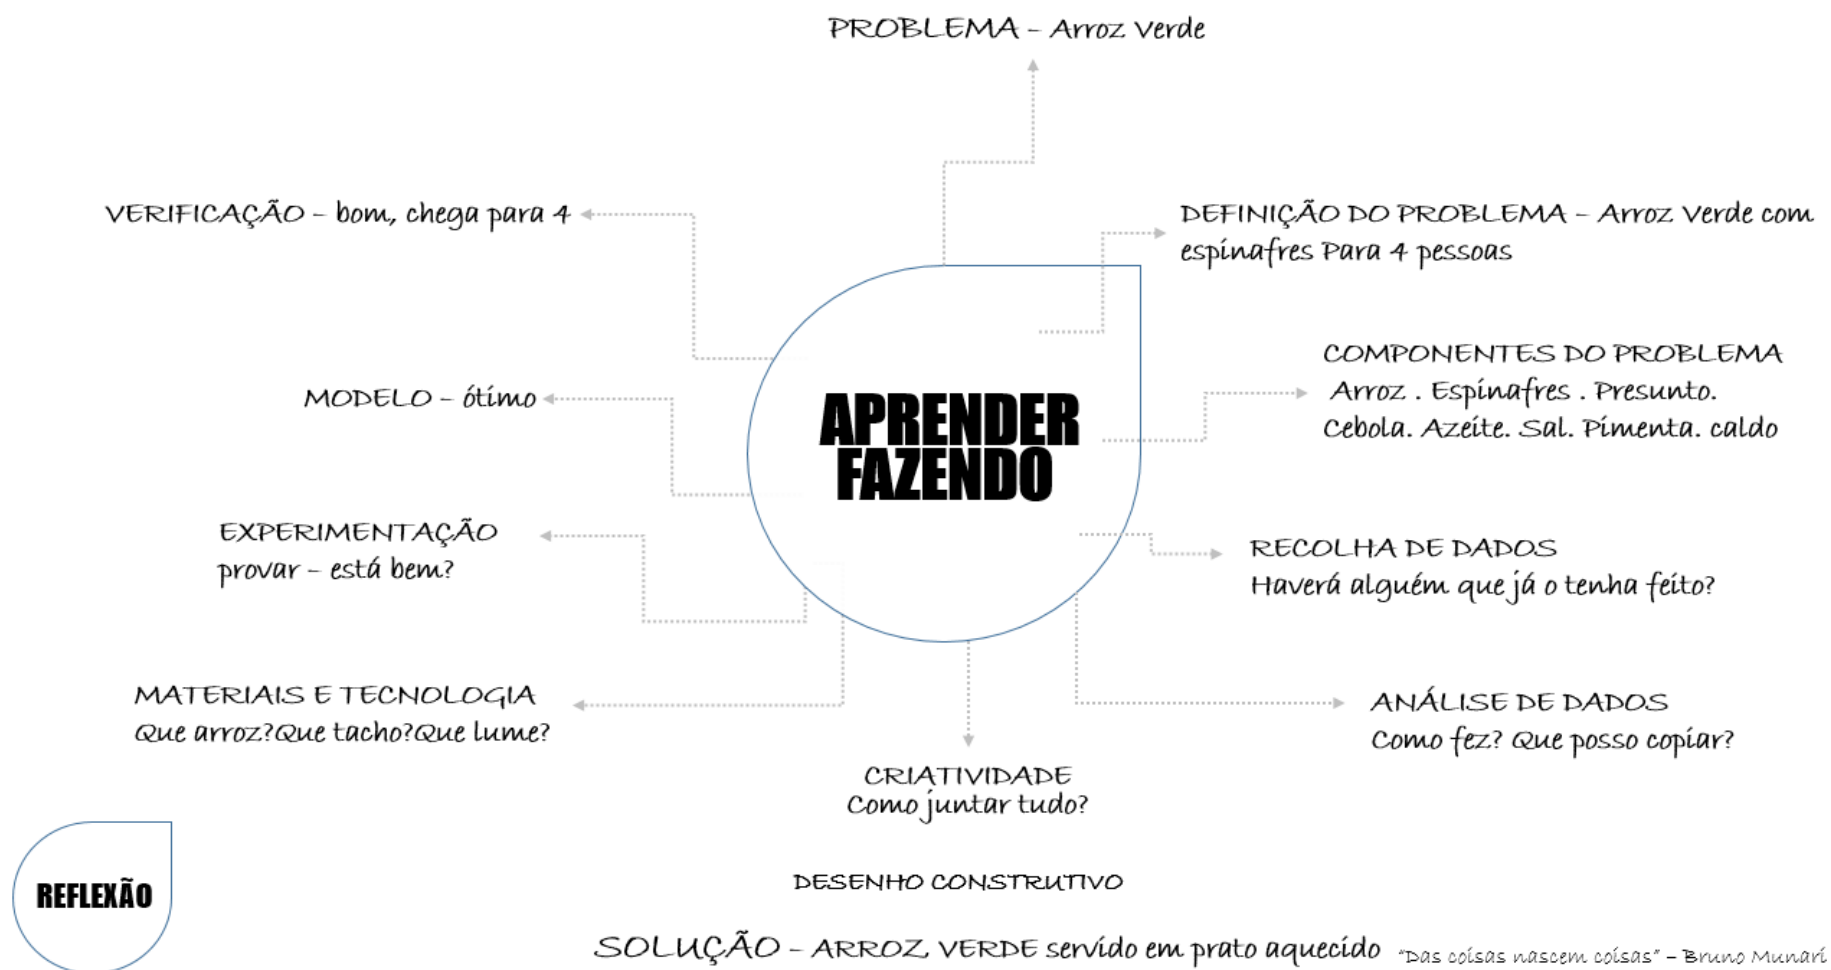 PROBLEMA – Arroz Verde
DEFINIÇÃO DO PROBLEMA – Arroz Verde com
espinafres Para 4 pessoas
COMPONENTES DO PROBLEMA
Arroz . Espinafres . Presunto.
Cebola. Azeite. Sal. Pimenta. caldo
RECOLHA DE DADOS
Haverá alguém que já o tenha feito?
ANÁLISE DE DADOS
Como fez? Que posso copiar?
CRIATIVIDADE
Como juntar tudo?
MATERIAIS E TECNOLOGIA
Que arroz?Que tacho?Que lume?
EXPERIMENTAÇÃO
provar – está bem?
MODELO – ótimo
VERIFICAÇÃO – bom, chega para 4
APRENDER
FAZENDO
REFLEXÃO
DESENHO CONSTRUTIVO
SOLUÇÃO – ARROZ VERDE servido em prato aquecido
"Das coisas nascem coisas" – Bruno Munari